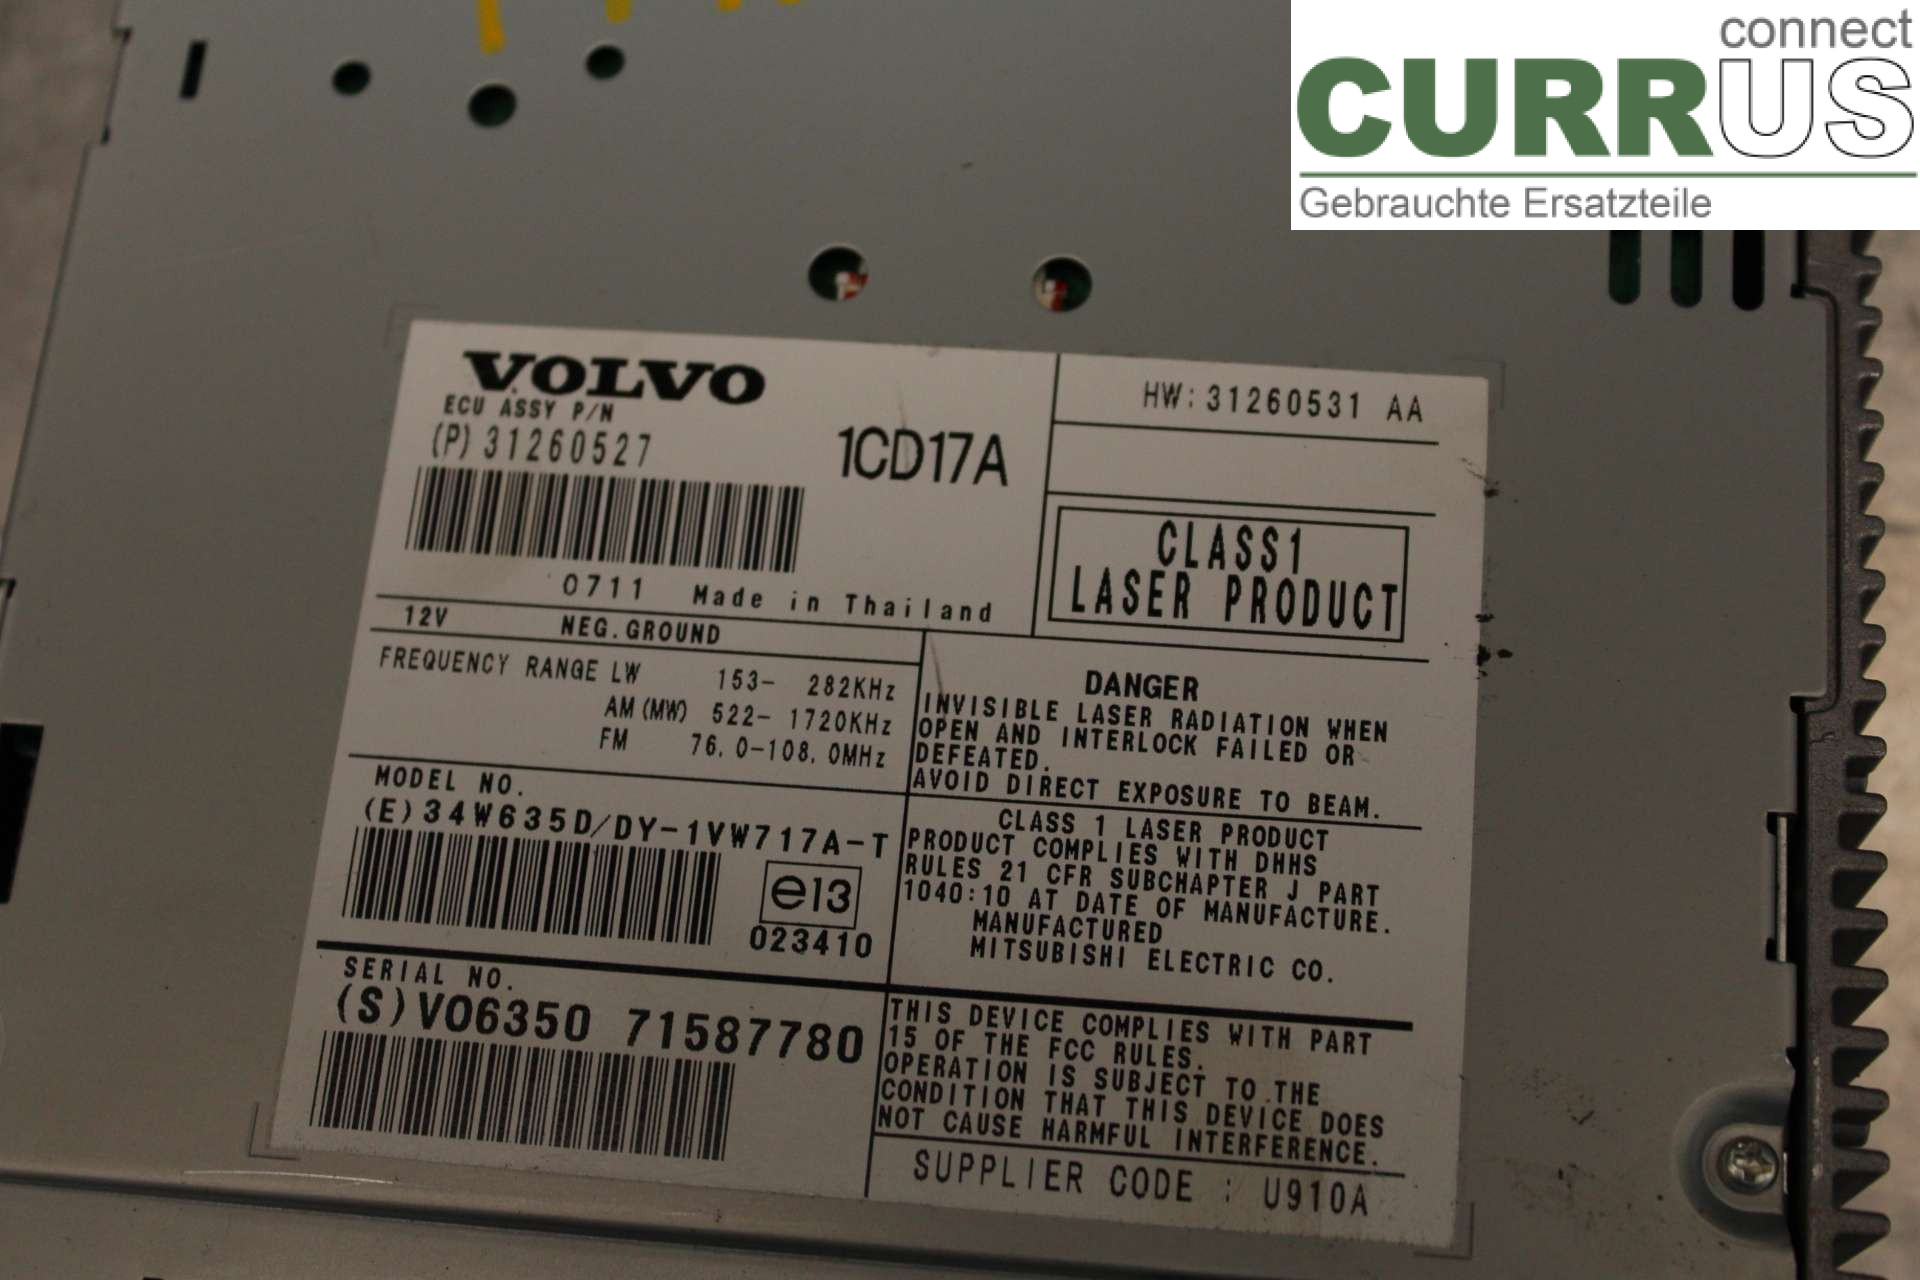 connect
CURRUS
Gebrauchte Ersatzteile
VOLVO
ECU ASSY P/N
(P) 31260527
1CD17A
0711 Made in Thailand
HW: 31260531 AA
CLASS1
LASER PRODUCT
12V NEG. GROUND
FREQUENCY RANGE LW 153- 282KHz
AM (MW) 522- 1720KHz
FM 76.0-108.0MHz
DANGER
INVISIBLE LASER RADIATION WHEN
OPEN AND INTERLOCK FAILED OR
DEFEATED.
AVOID DIRECT EXPOSURE TO BEAM.
MODEL NO.
(E) 34W635D/DY-1VW717A-T
e13
023410
CLASS 1 LASER PRODUCT
PRODUCT COMPLIES WITH DHHS
RULES 21 CFR SUBCHAPTER J PART
1040:10 AT DATE OF MANUFACTURE.
MANUFACTURED
MITSUBISHI ELECTRIC CO.
SERIAL NO.
(S) VO6350 71587780
THIS DEVICE COMPLIES WITH PART
15 OF THE FCC RULES.
OPERATION IS SUBJECT TO THE
CONDITION THAT THIS DEVICE DOES
NOT CAUSE HARMFUL INTERFERENCE.
SUPPLIER CODE : U910A